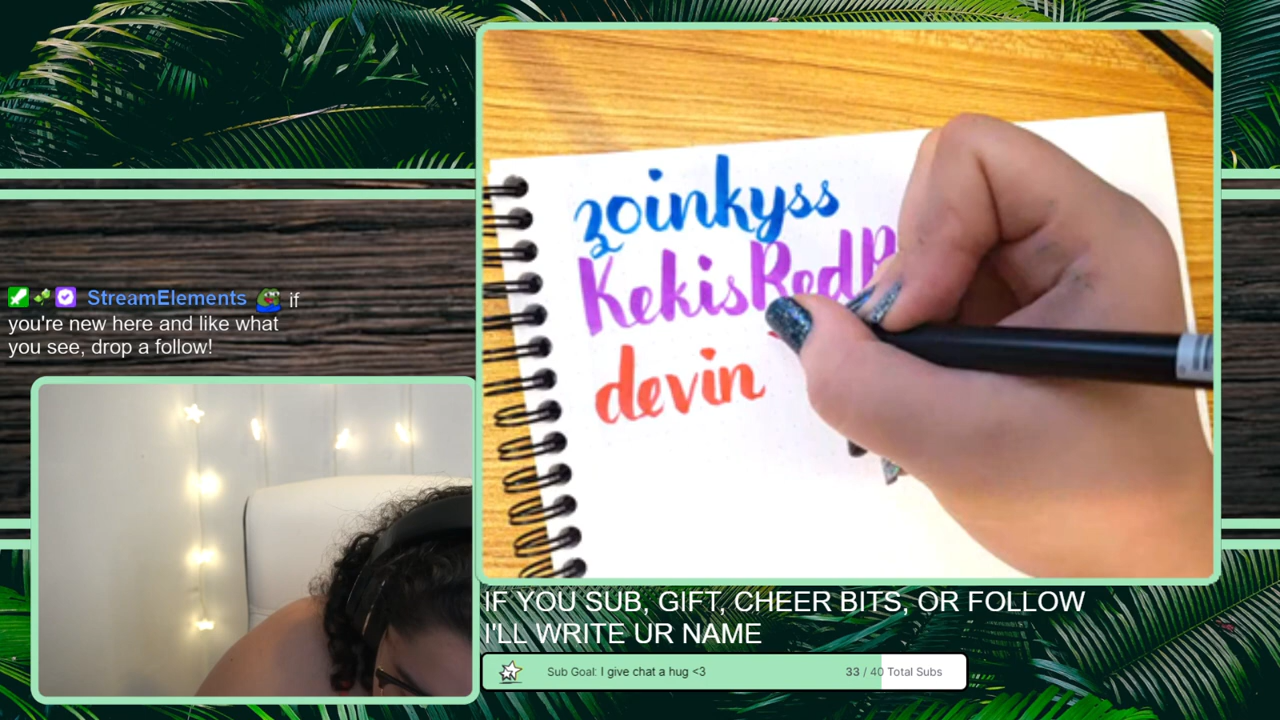 zoinkyss
KekisRed
devin
StreamElements if
you're new here and like what
you see, drop a follow!
IF YOU SUB, GIFT, CHEER BITS, OR FOLLOW
I'LL WRITE UR NAME
Sub Goal: I give chat a hug <3 33 / 40 Total Subs